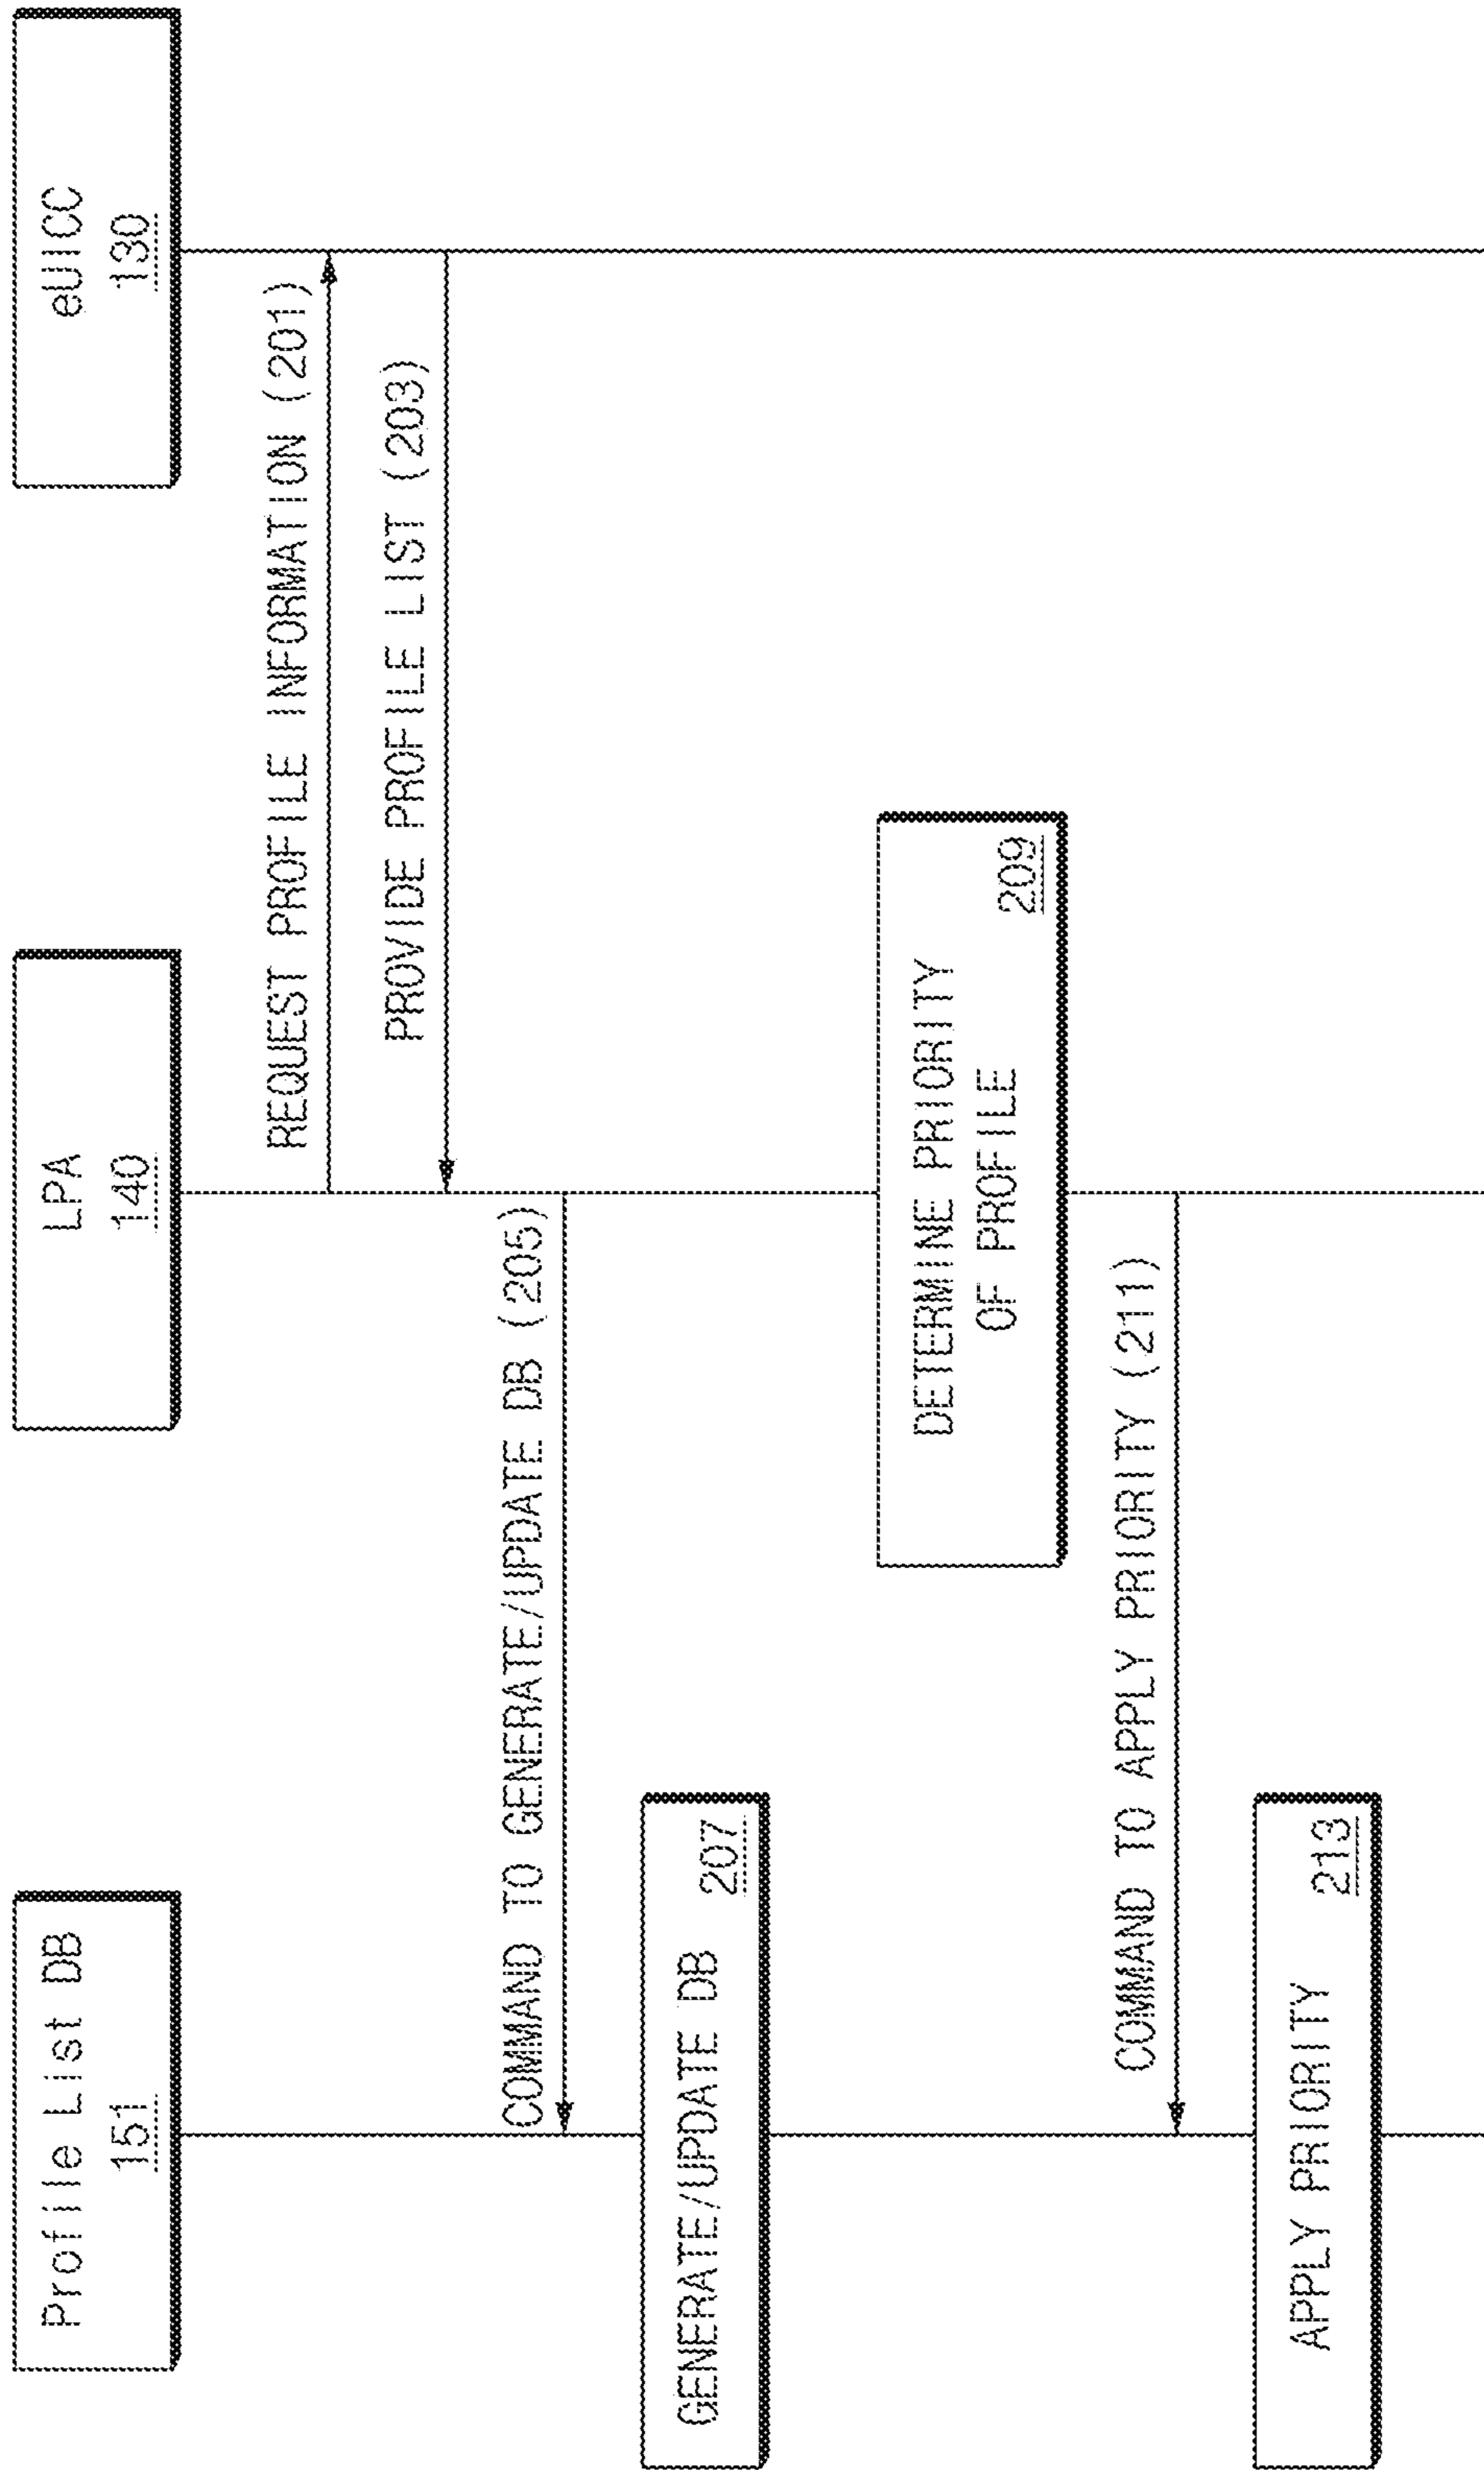 Profile List DB
151
LPA
140
eUICC
130
REQUEST PROFILE INFORMATION (201)
PROVIDE PROFILE LIST (203)
COMMAND TO GENERATE/UPDATE DB (205)
GENERATE/UPDATE DB
207
DETERMINE PRIORITY
OF PROFILE
209
COMMAND TO APPLY PRIORITY (211)
APPLY PRIORITY
213